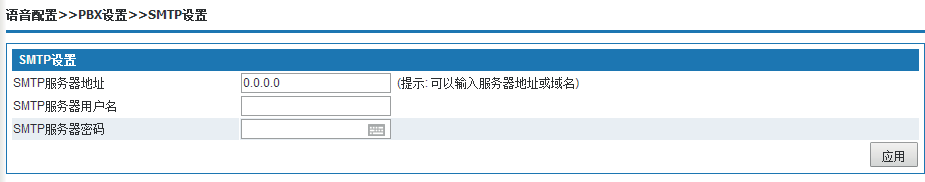 语音配置>>PBX设置>>SMTP设置
SMTP设置
SMTP服务器地址 0.0.0.0 (提示: 可以输入服务器地址或域名)
SMTP服务器用户名
SMTP服务器密码
应用